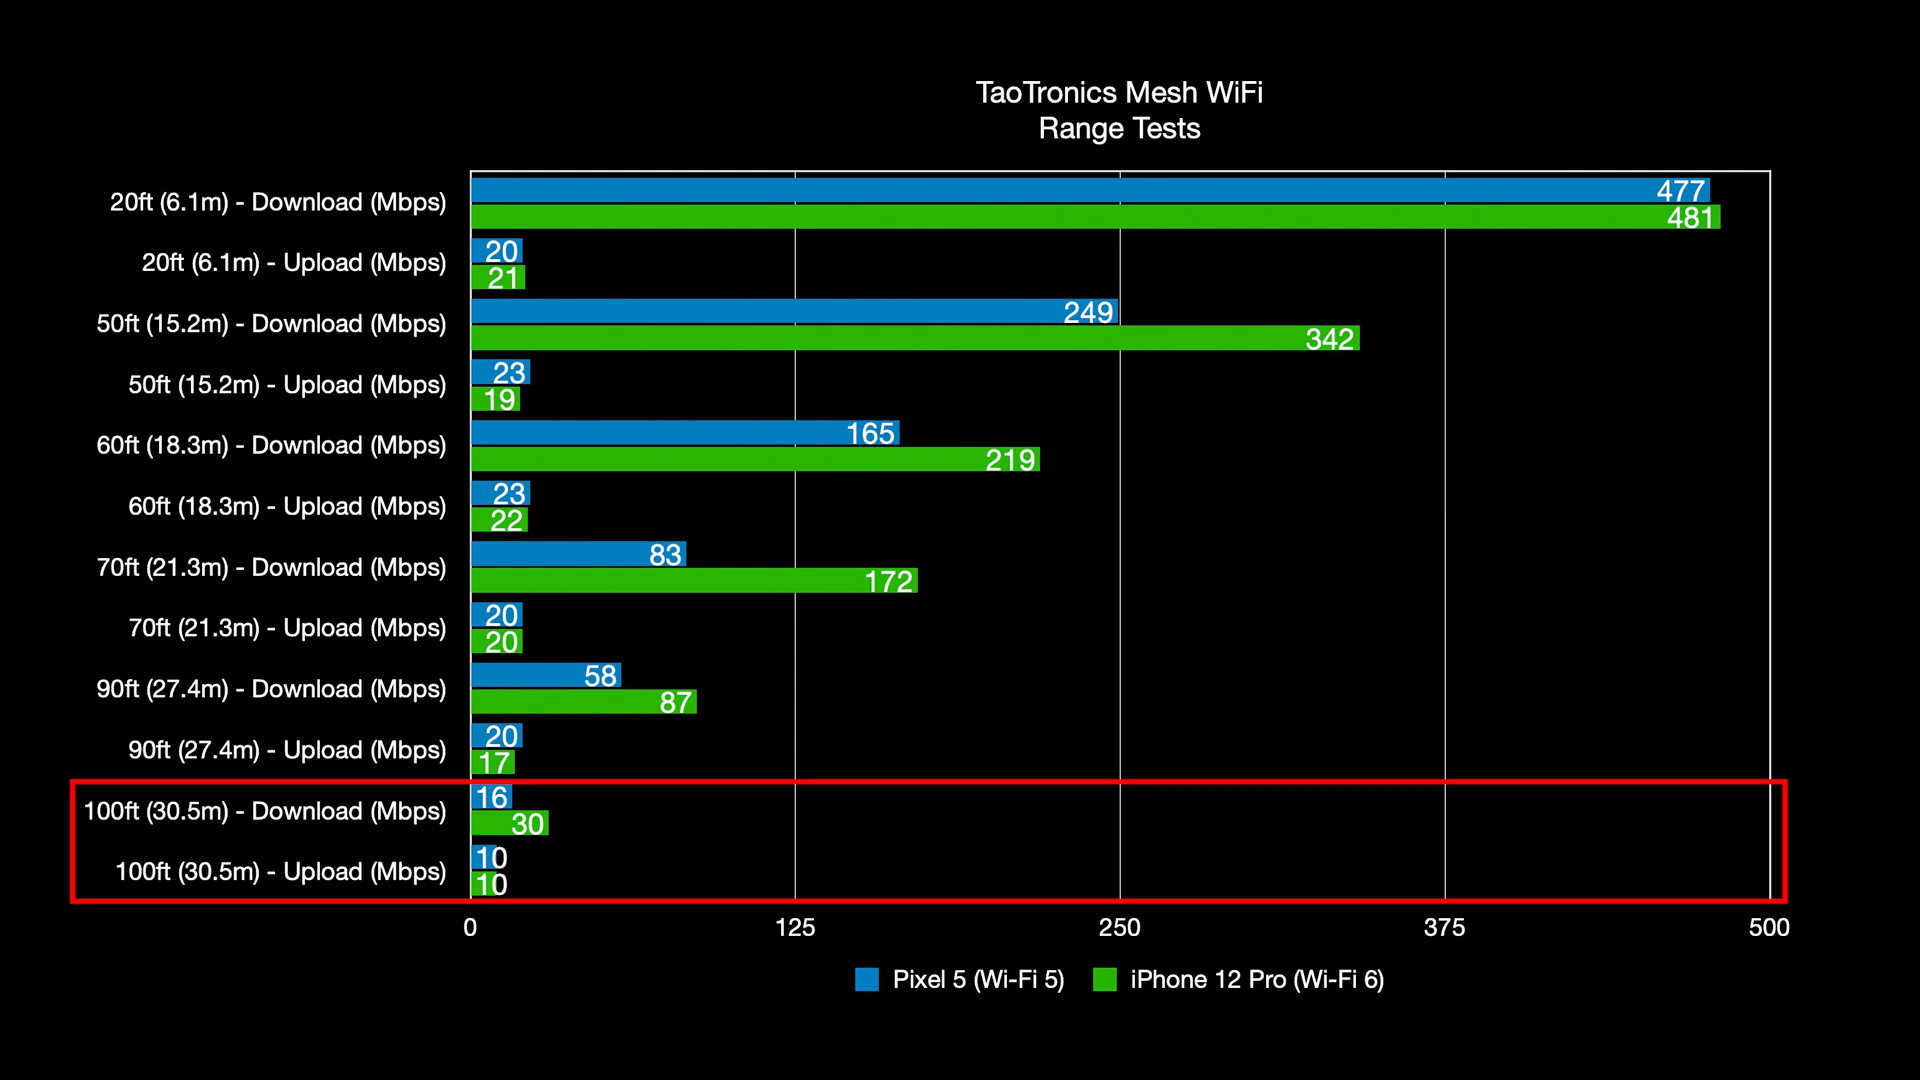 TaoTronics Mesh WiFi
Range Tests
20ft (6.1m) - Download (Mbps)
477
481
20ft (6.1m) - Upload (Mbps)
20
21
50ft (15.2m) - Download (Mbps)
249
342
50ft (15.2m) - Upload (Mbps)
23
19
60ft (18.3m) - Download (Mbps)
165
219
60ft (18.3m) - Upload (Mbps)
23
22
70ft (21.3m) - Download (Mbps)
83
172
70ft (21.3m) - Upload (Mbps)
20
20
90ft (27.4m) - Download (Mbps)
58
87
90ft (27.4m) - Upload (Mbps)
20
17
100ft (30.5m) - Download (Mbps)
16
30
100ft (30.5m) - Upload (Mbps)
10
10
0 125 250 375 500
Pixel 5 (Wi-Fi 5) iPhone 12 Pro (Wi-Fi 6)